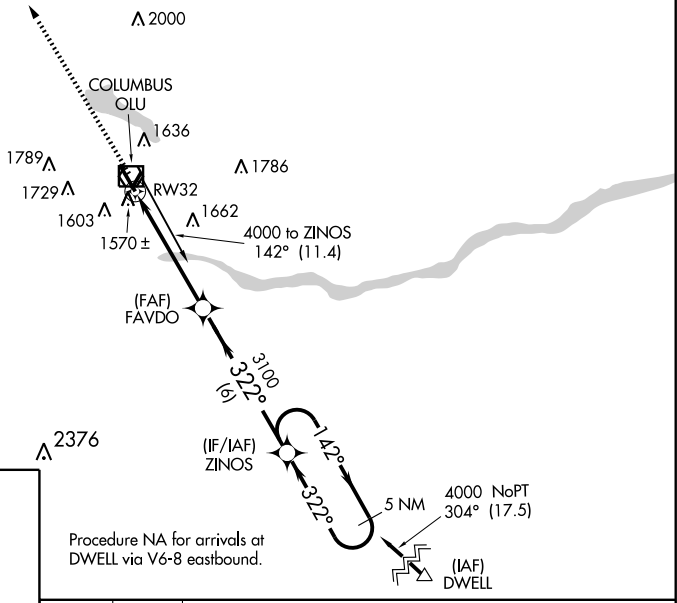 2000
COLUMBUS
OLU
1636
1789
1786
1729
RW32
1603
1662
1570 ±
4000 to ZINOS
142° (11.4)
(FAF)
FAVDO
3100
322°
(6)
2376
(IF/IAF)
ZINOS
142°
322°
5 NM
4000 NoPT
304° (17.5)
Procedure NA for arrivals at
DWELL via V6-8 eastbound.
(IAF)
DWELL